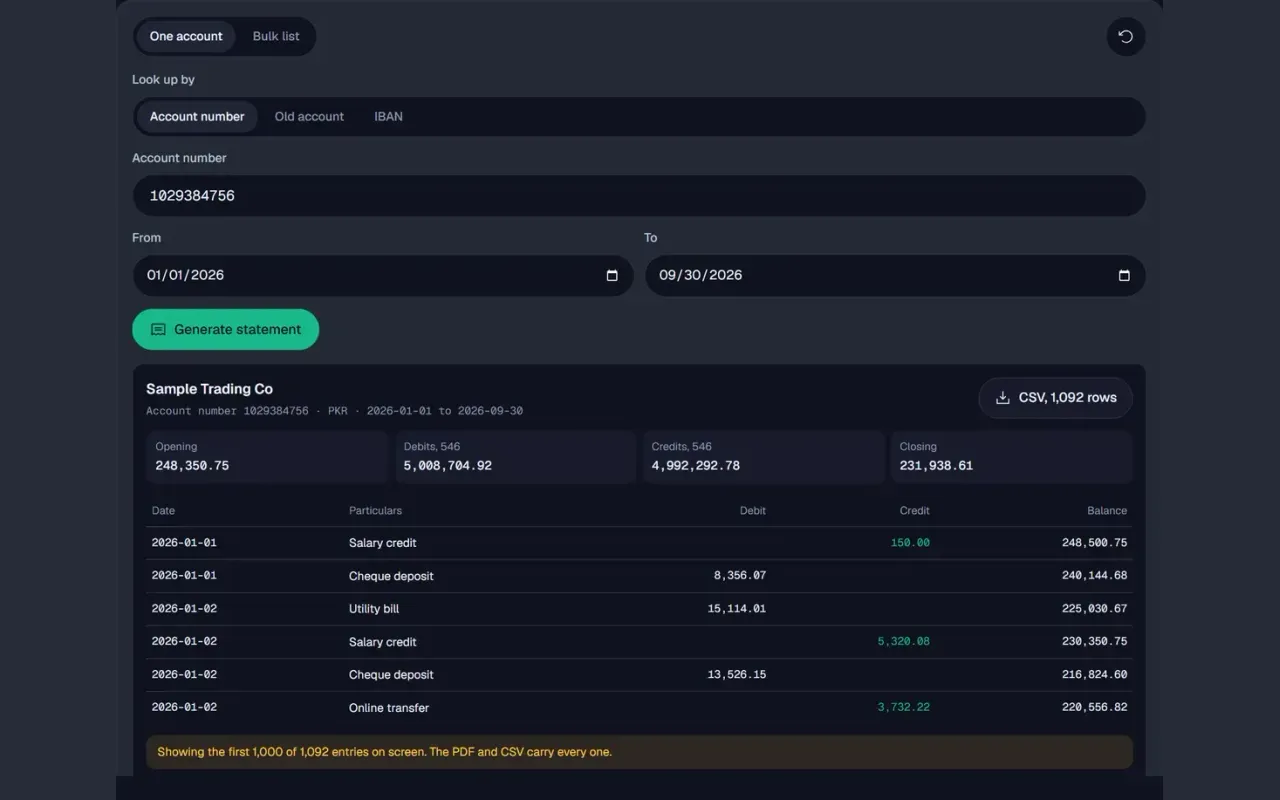 One account Bulk list
Look up by
Account number Old account IBAN
Account number
1029384756
From To
01/01/2026 09/30/2026
Generate statement
Sample Trading Co
Account number 1029384756 · PKR · 2026-01-01 to 2026-09-30
CSV, 1,092 rows
Opening Debits, 546 Credits, 546 Closing
248,350.75 5,008,704.92 4,992,292.78 231,938.61
Date Particulars Debit Credit Balance
2026-01-01 Salary credit 150.00 248,500.75
2026-01-01 Cheque deposit 8,356.07 240,144.68
2026-01-02 Utility bill 15,114.01 225,030.67
2026-01-02 Salary credit 5,320.08 230,350.75
2026-01-02 Cheque deposit 13,526.15 216,824.60
2026-01-02 Online transfer 3,732.22 220,556.82
Showing the first 1,000 of 1,092 entries on screen. The PDF and CSV carry every one.